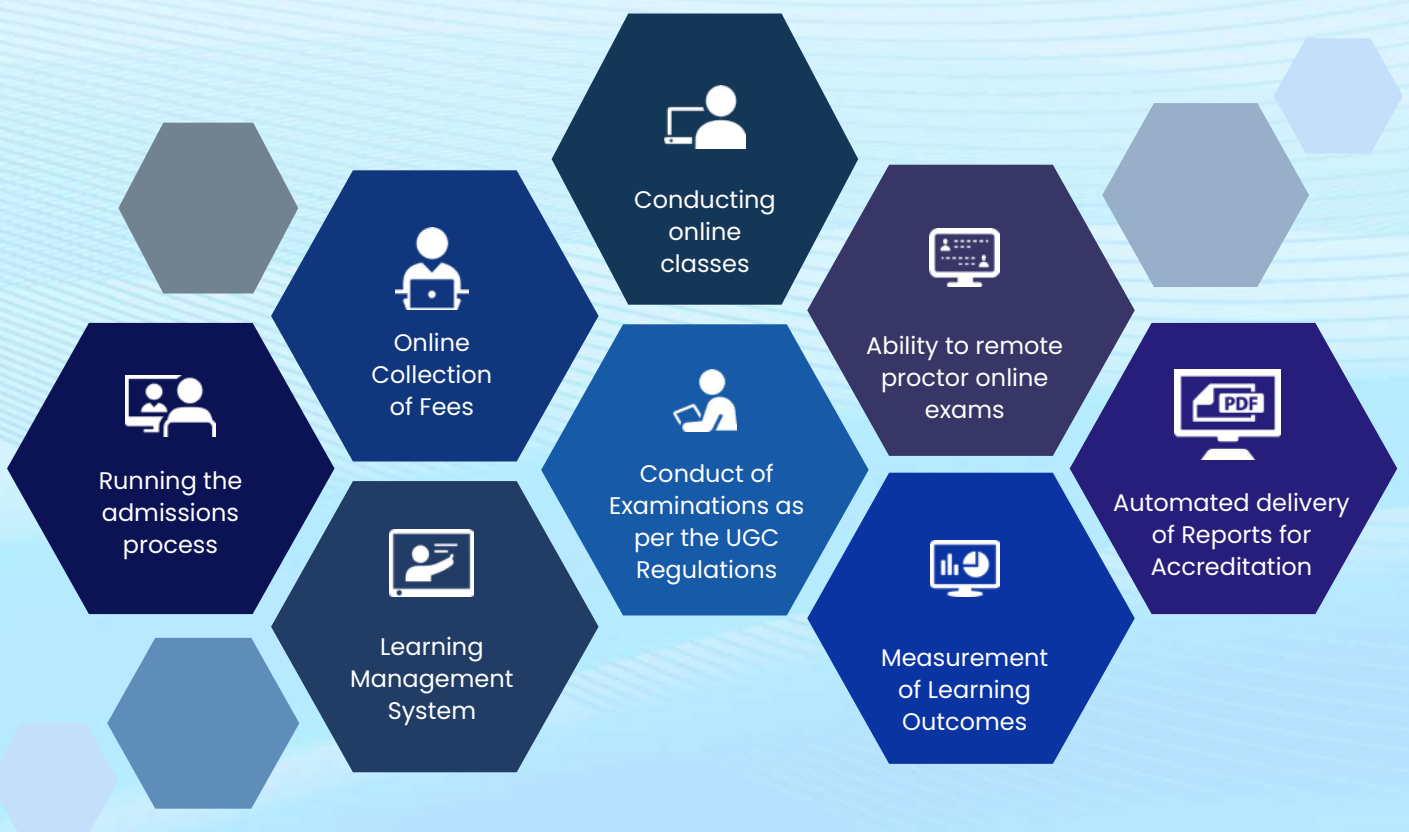 Conducting
online
classes
Online
Collection
of Fees
Ability to remote
proctor online
exams
Running the
admissions
process
Conduct of
Examinations as
per the UGC
Regulations
PDF
Automated delivery
of Reports for
Accreditation
Learning
Management
System
Measurement
of Learning
Outcomes